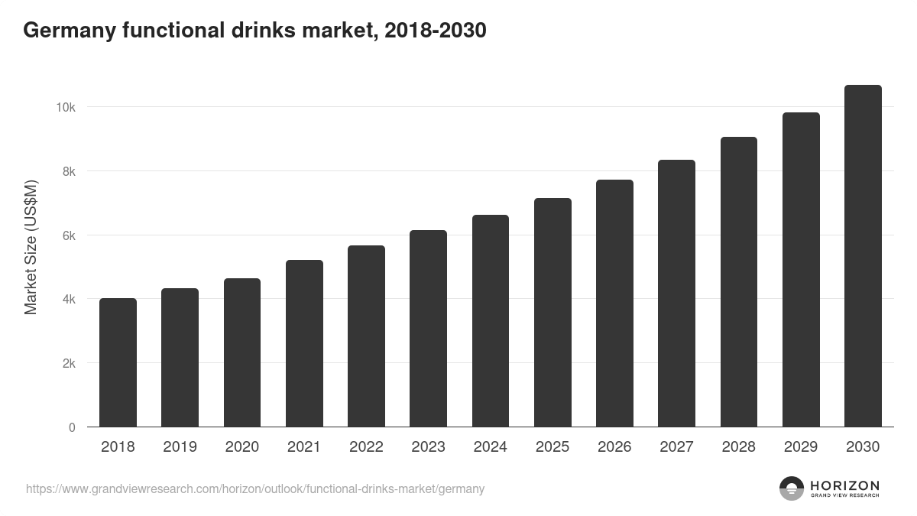 Germany functional drinks market, 2018-2030
Market Size (US$M)
10k
8k
6k
4k
2k
0
2018 2019 2020 2021 2022 2023 2024 2025 2026 2027 2028 2029 2030
https://www.grandviewresearch.com/horizon/outlook/functional-drinks-market/germany
HORIZON
GRAND VIEW RESEARCH